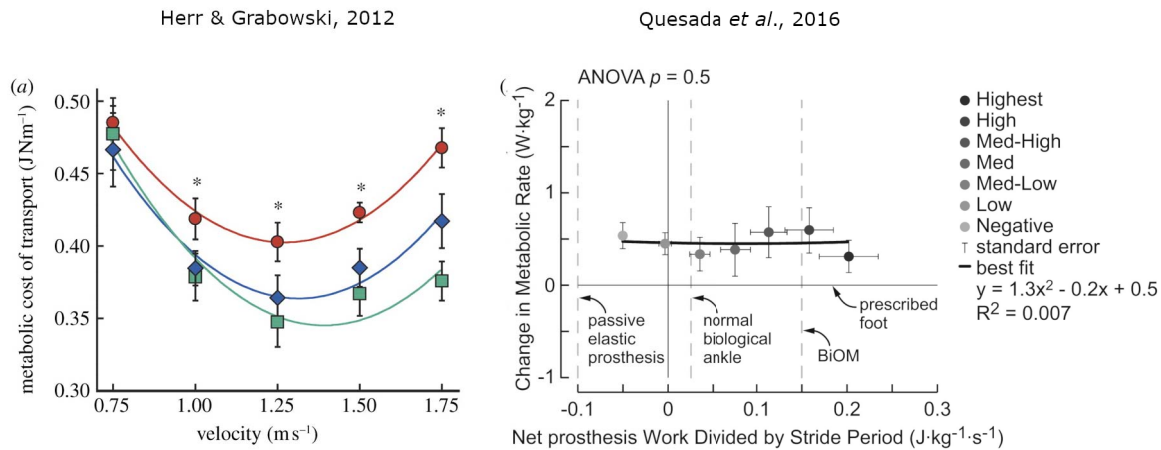 Herr & Grabowski, 2012
Quesada et al., 2016
(a)
metabolic cost of transport (J Nm⁻¹)
0.50
0.45
0.40
0.35
0.30
*
*
*
*
0.75
1.00
1.25
1.50
1.75
velocity (m s⁻¹)
(
ANOVA p = 0.5
Change in Metabolic Rate (W·kg⁻¹)
2
1
0
-1
passive
elastic
prosthesis
normal
biological
ankle
prescribed
foot
BiOM
-0.1
0
0.1
0.2
0.3
Net prosthesis Work Divided by Stride Period (J·kg⁻¹·s⁻¹)
Highest
High
Med-High
Med
Med-Low
Low
Negative
standard error
best fit
y = 1.3x² - 0.2x + 0.5
R² = 0.007